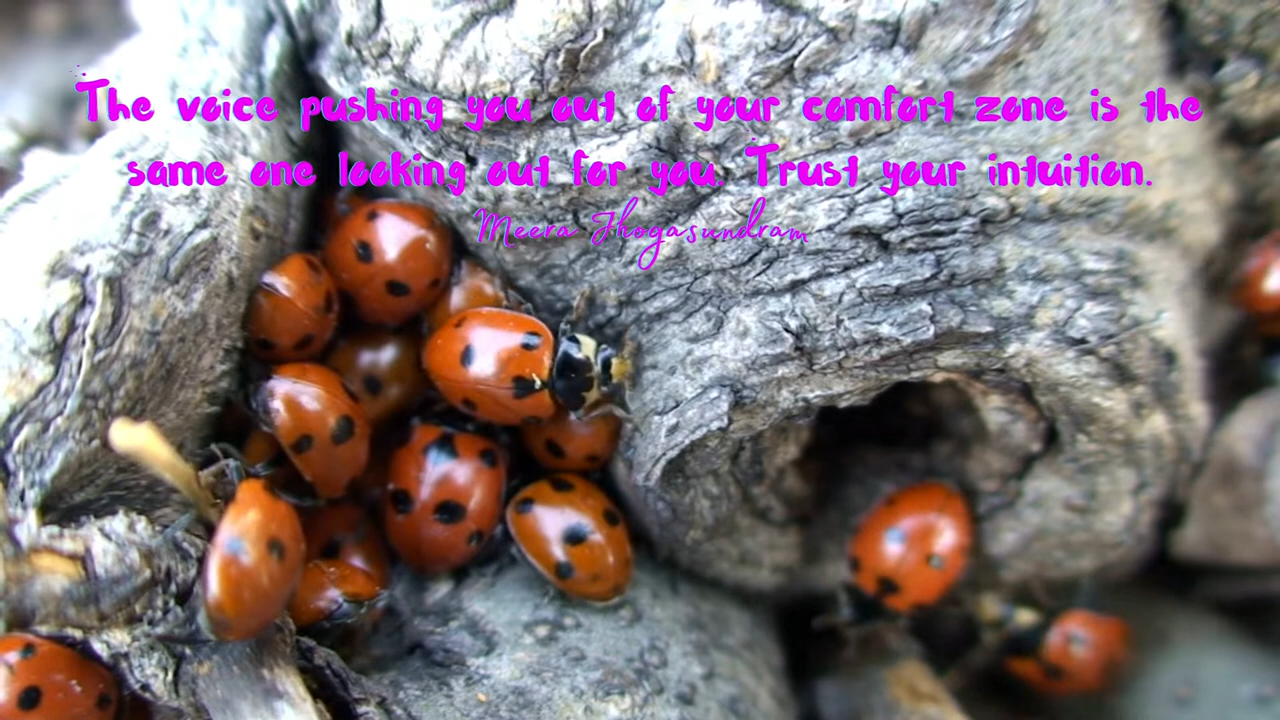 The voice pushing you out of your comfort zone is the
same one looking out for you. Trust your intuition.
Meera Jhogasundram